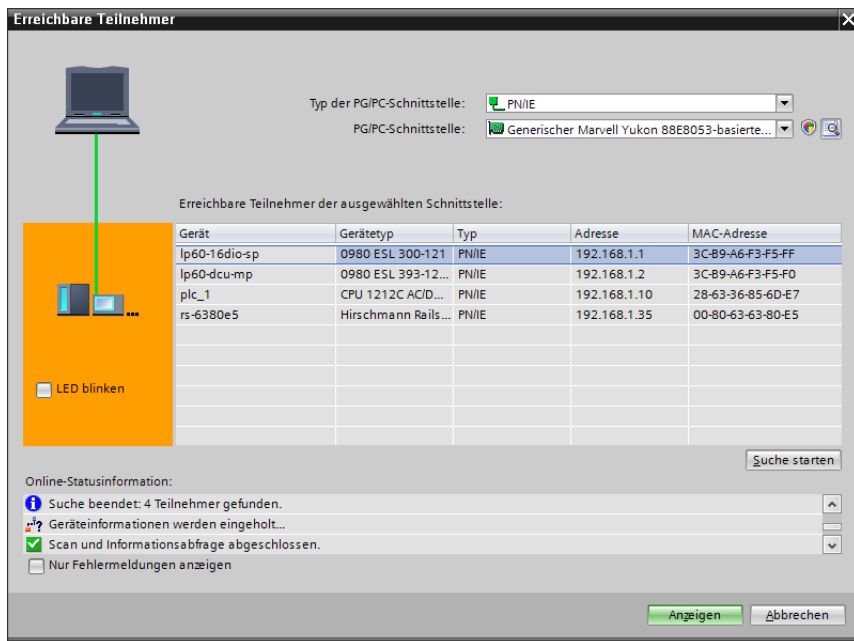 Erreichbare Teilnehmer
Typ der PG/PC-Schnittstelle: PN/IE
PG/PC-Schnittstelle: Generischer Marvell Yukon 88E8053-basierte...
Erreichbare Teilnehmer der ausgewählten Schnittstelle:
Gerät Gerätetyp Typ Adresse MAC-Adresse
lp60-16dio-sp 0980 ESL 300-121 PN/IE 192.168.1.1 3C-B9-A6-F3-F5-FF
lp60-dcu-mp 0980 ESL 393-12... PN/IE 192.168.1.2 3C-B9-A6-F3-F5-F0
plc_1 CPU 1212C AC/D... PN/IE 192.168.1.10 28-63-36-85-6D-E7
rs-6380e5 Hirschmann Rails... PN/IE 192.168.1.35 00-80-63-63-80-E5
LED blinken
Suche starten
Online-Statusinformation:
Suche beendet: 4 Teilnehmer gefunden.
Geräteinformationen werden eingeholt...
Scan und Informationsabfrage abgeschlossen.
Nur Fehlermeldungen anzeigen
Anzeigen Abbrechen